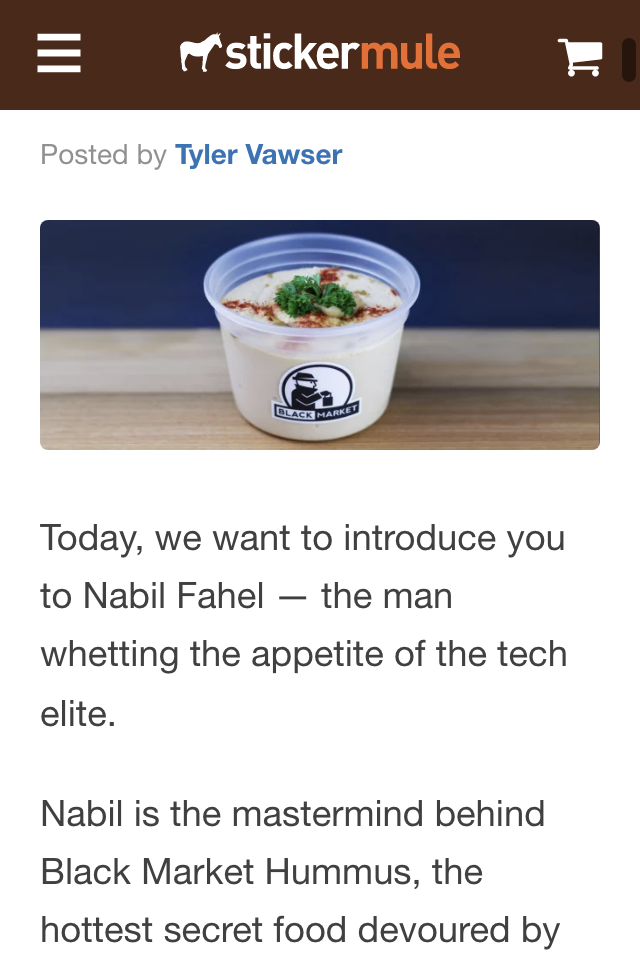 stickermule
Posted by Tyler Vawser
BLACK MARKET
Today, we want to introduce you
to Nabil Fahel — the man
whetting the appetite of the tech
elite.
Nabil is the mastermind behind
Black Market Hummus, the
hottest secret food devoured by